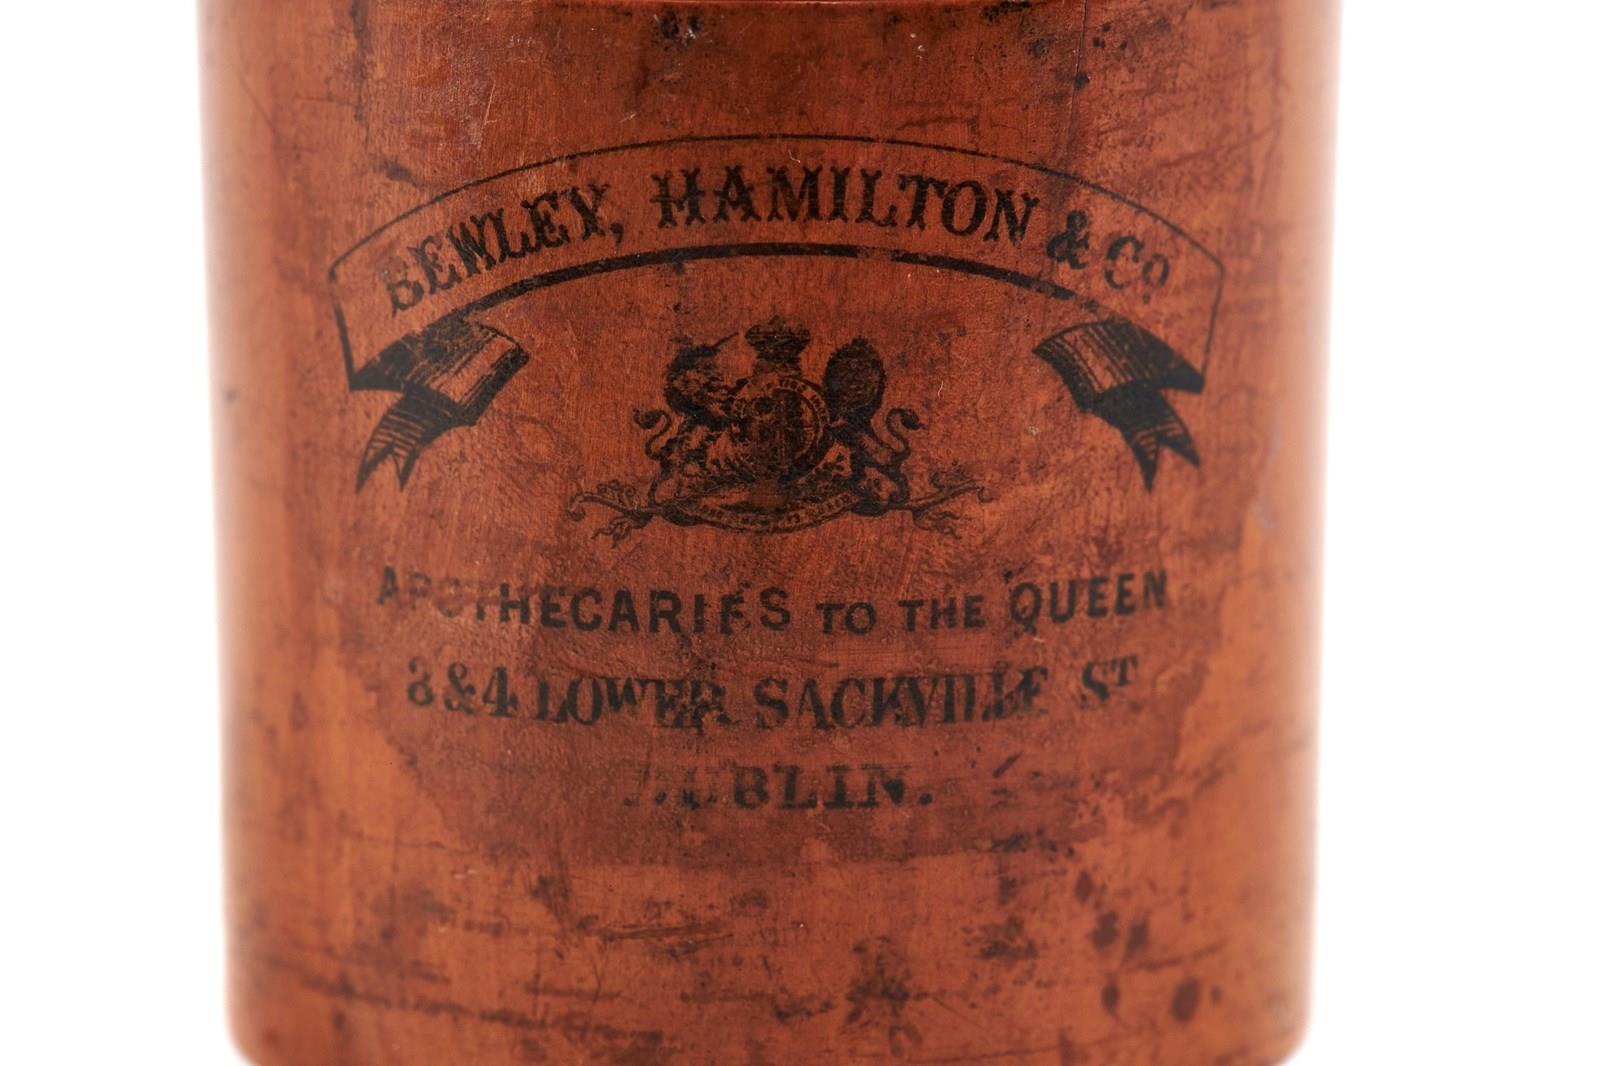 BEWLEY, HAMILTON & Co.
APOTHECARIES TO THE QUEEN
3 & 4 LOWER SACKVILLE ST
DUBLIN.